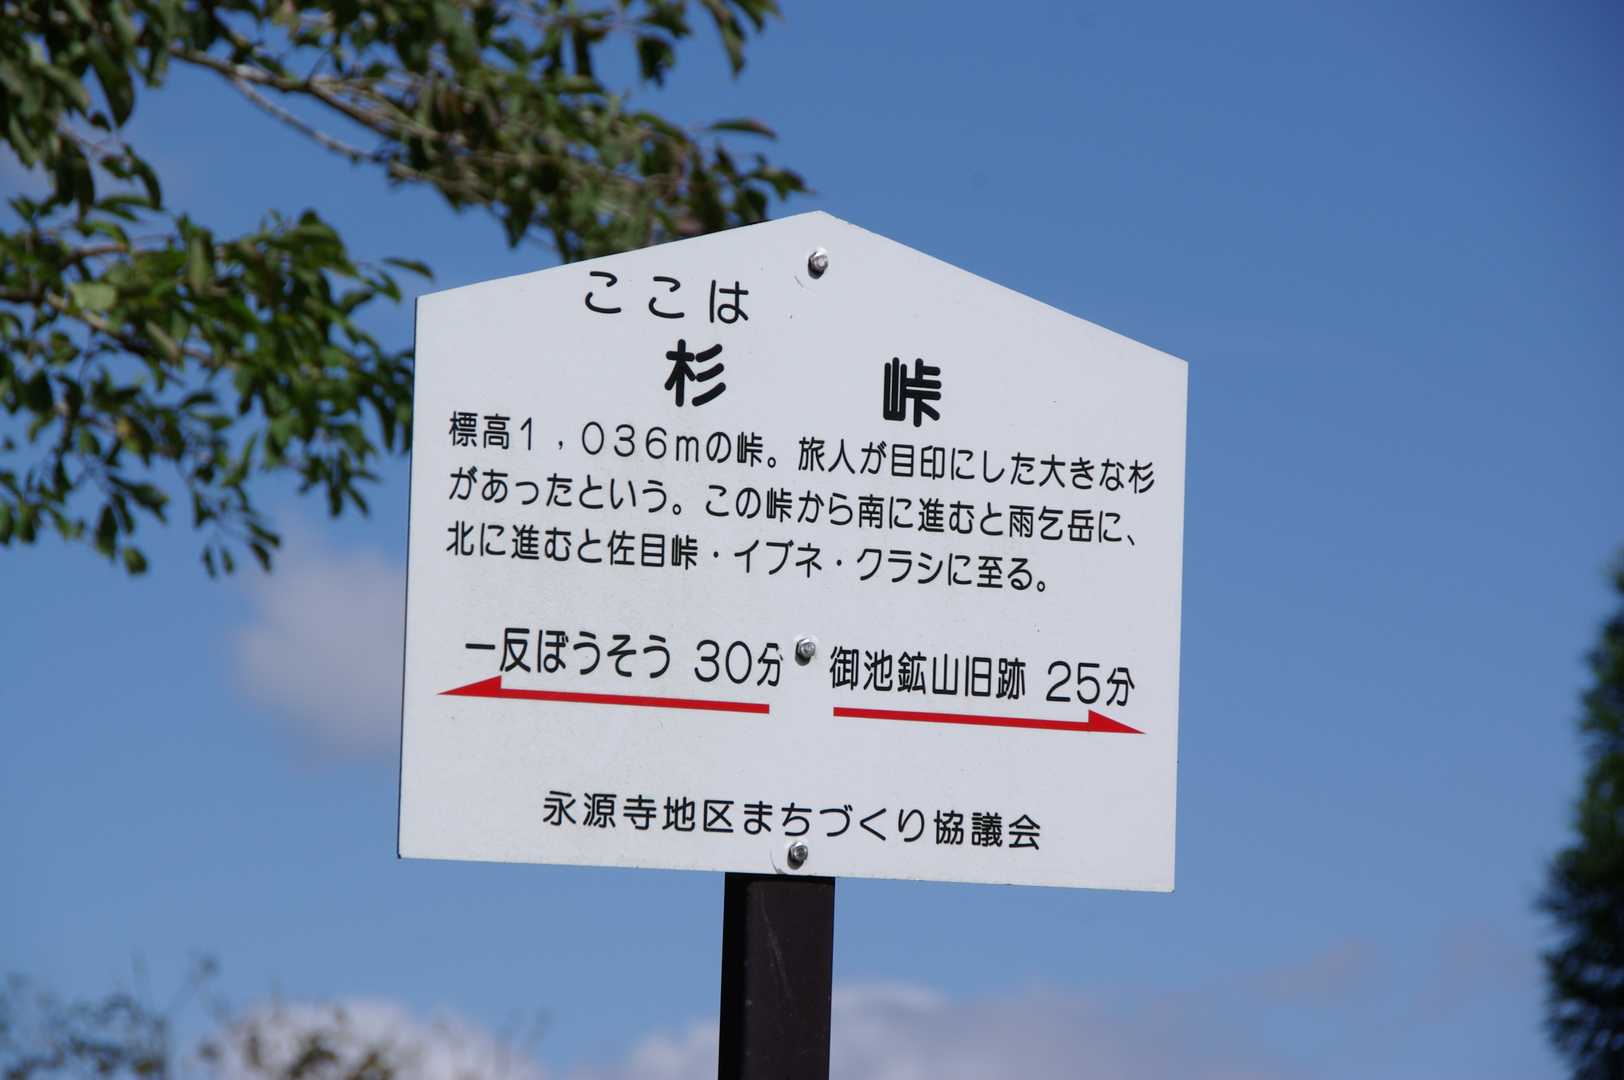 ここは
杉 峠
標高1,036mの峠。旅人が目印にした大きな杉
があったという。この峠から南に進むと雨乞岳に、
北に進むと佐目峠・イブネ・クラシに至る。
一反ぼうそう 30分 御池鉱山旧跡 25分
永源寺地区まちづくり協議会